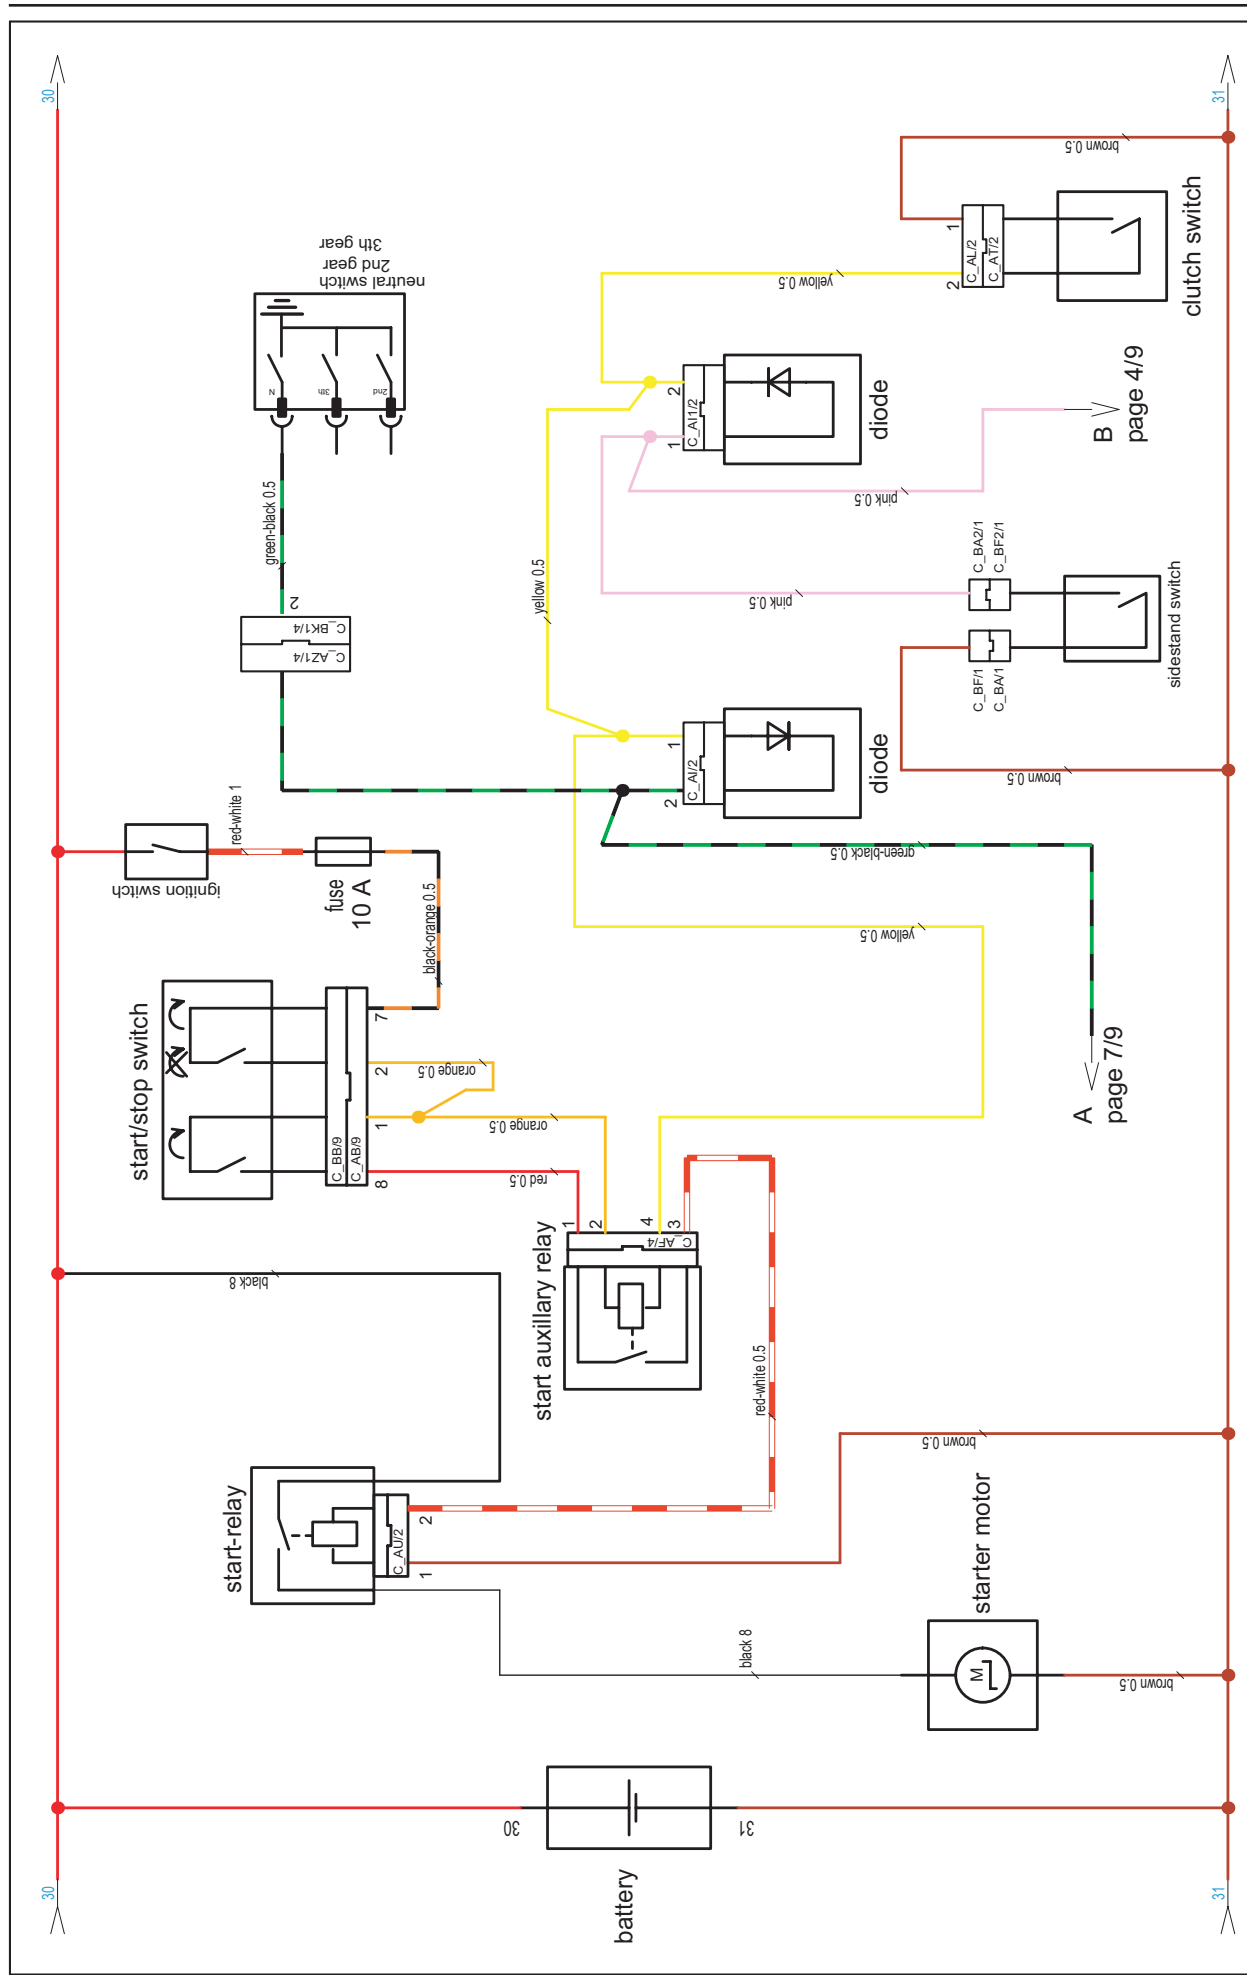 30
31
neutral switch
2nd gear
3th gear
N
3th
2nd
green-black 0.5
2
C_BK1/4
C_AZ1/4
brown 0.5
1
2
C_AL/2
C_AT/2
clutch switch
yellow 0.5
2
1
C_AI1/2
diode
B
page 4/9
pink 0.5
pink 0.5
yellow 0.5
C_BA2/1
C_BF2/1
C_BF/1
C_BA/1
sidestand switch
brown 0.5
1
2
C_AI/2
diode
green-black 0.5
A
page 7/9
ignition switch
red-white 1
fuse
10 A
black-orange 0.5
start/stop switch
C_BB/9
C_AB/9
7
2
1
8
orange 0.5
orange 0.5
red 0.5
yellow 0.5
black 8
start auxillary relay
1
2
4
3
C_AF/4
red-white 0.5
start-relay
C_AU/2
2
1
brown 0.5
black 8
starter motor
M
brown 0.5
battery
30
31
30
31